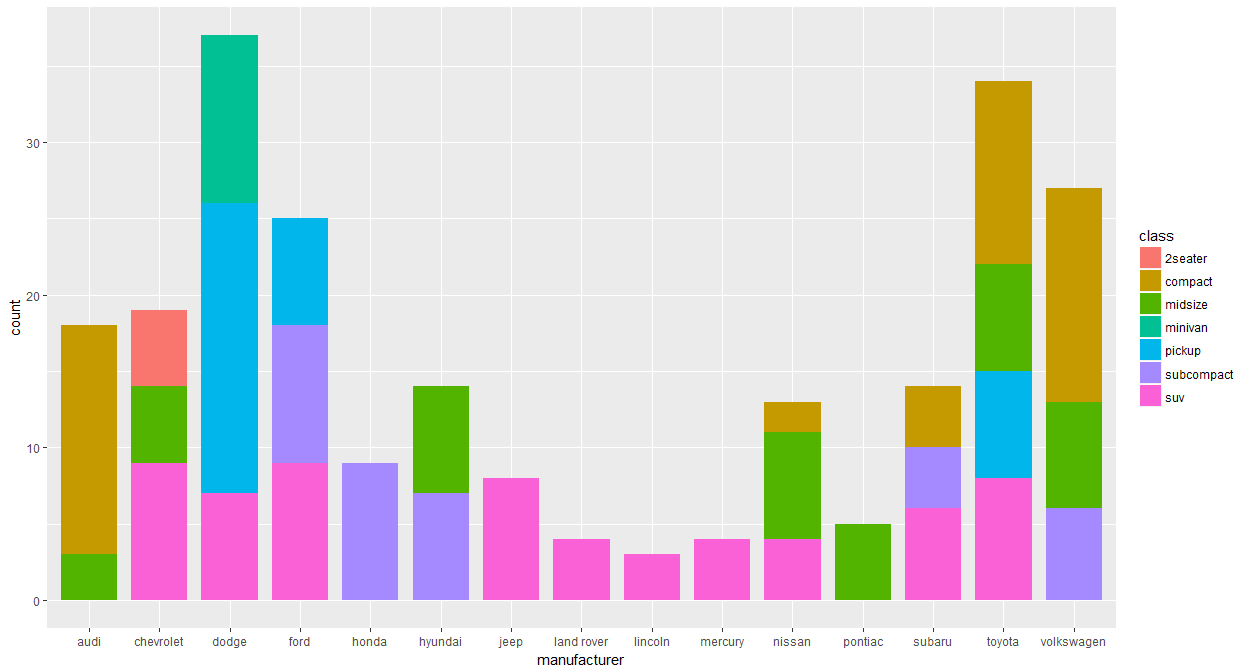 count
30
20
10
0
audi chevrolet dodge ford honda hyundai jeep land rover lincoln mercury nissan pontiac subaru toyota volkswagen
manufacturer
class
2seater
compact
midsize
minivan
pickup
subcompact
suv